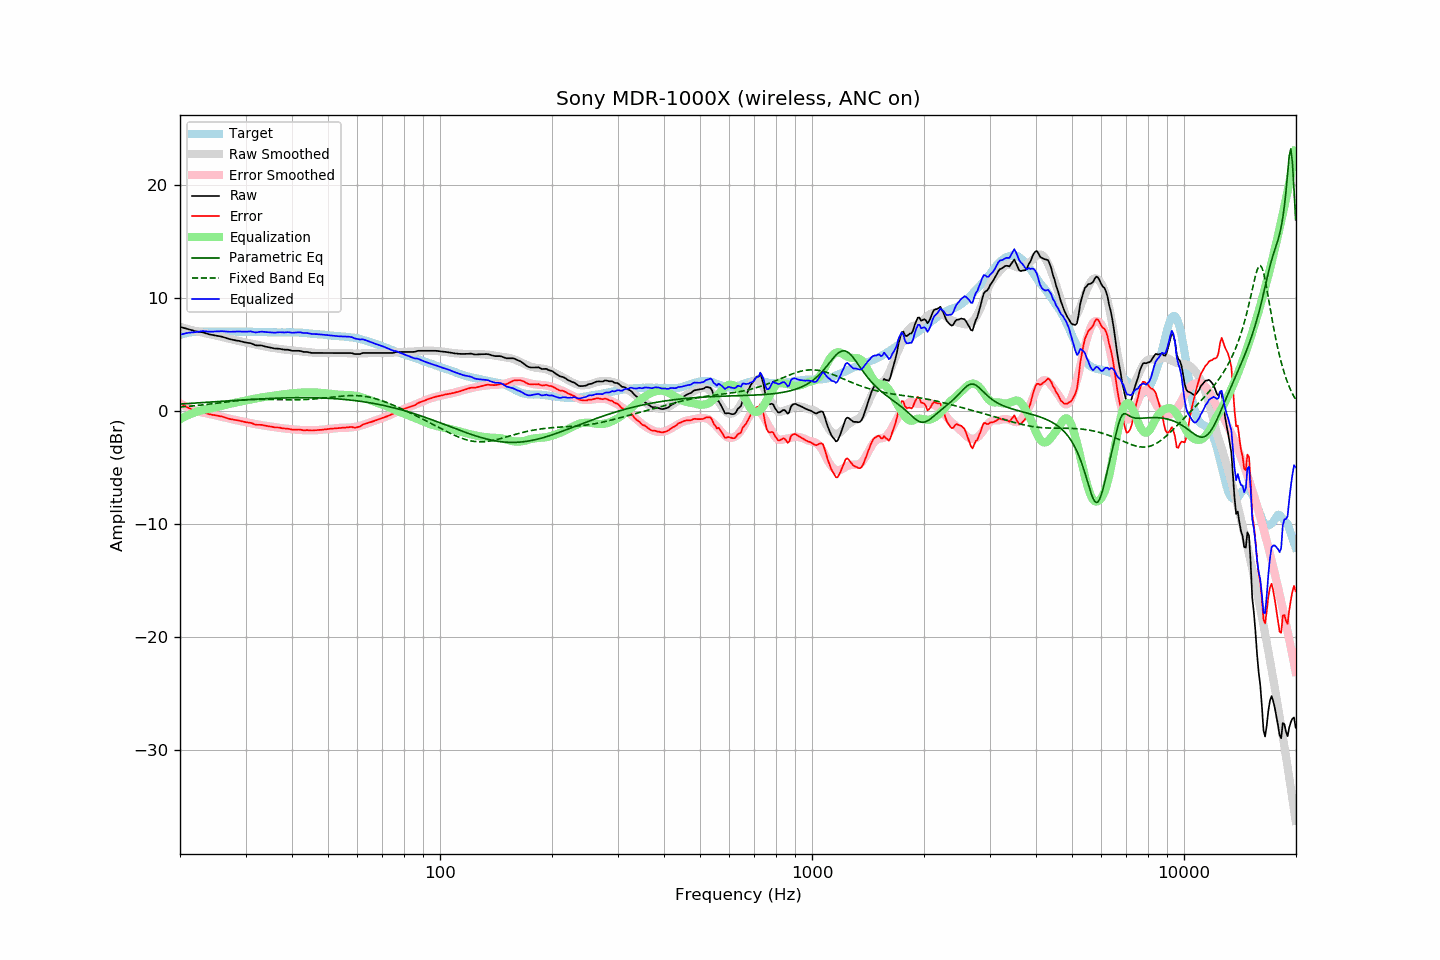 Sony MDR-1000X (wireless, ANC on)
Target
Raw Smoothed
Error Smoothed
Raw
Error
Equalization
Parametric Eq
Fixed Band Eq
Equalized
20
10
0
−10
−20
−30
Amplitude (dBr)
100
1000
10000
Frequency (Hz)